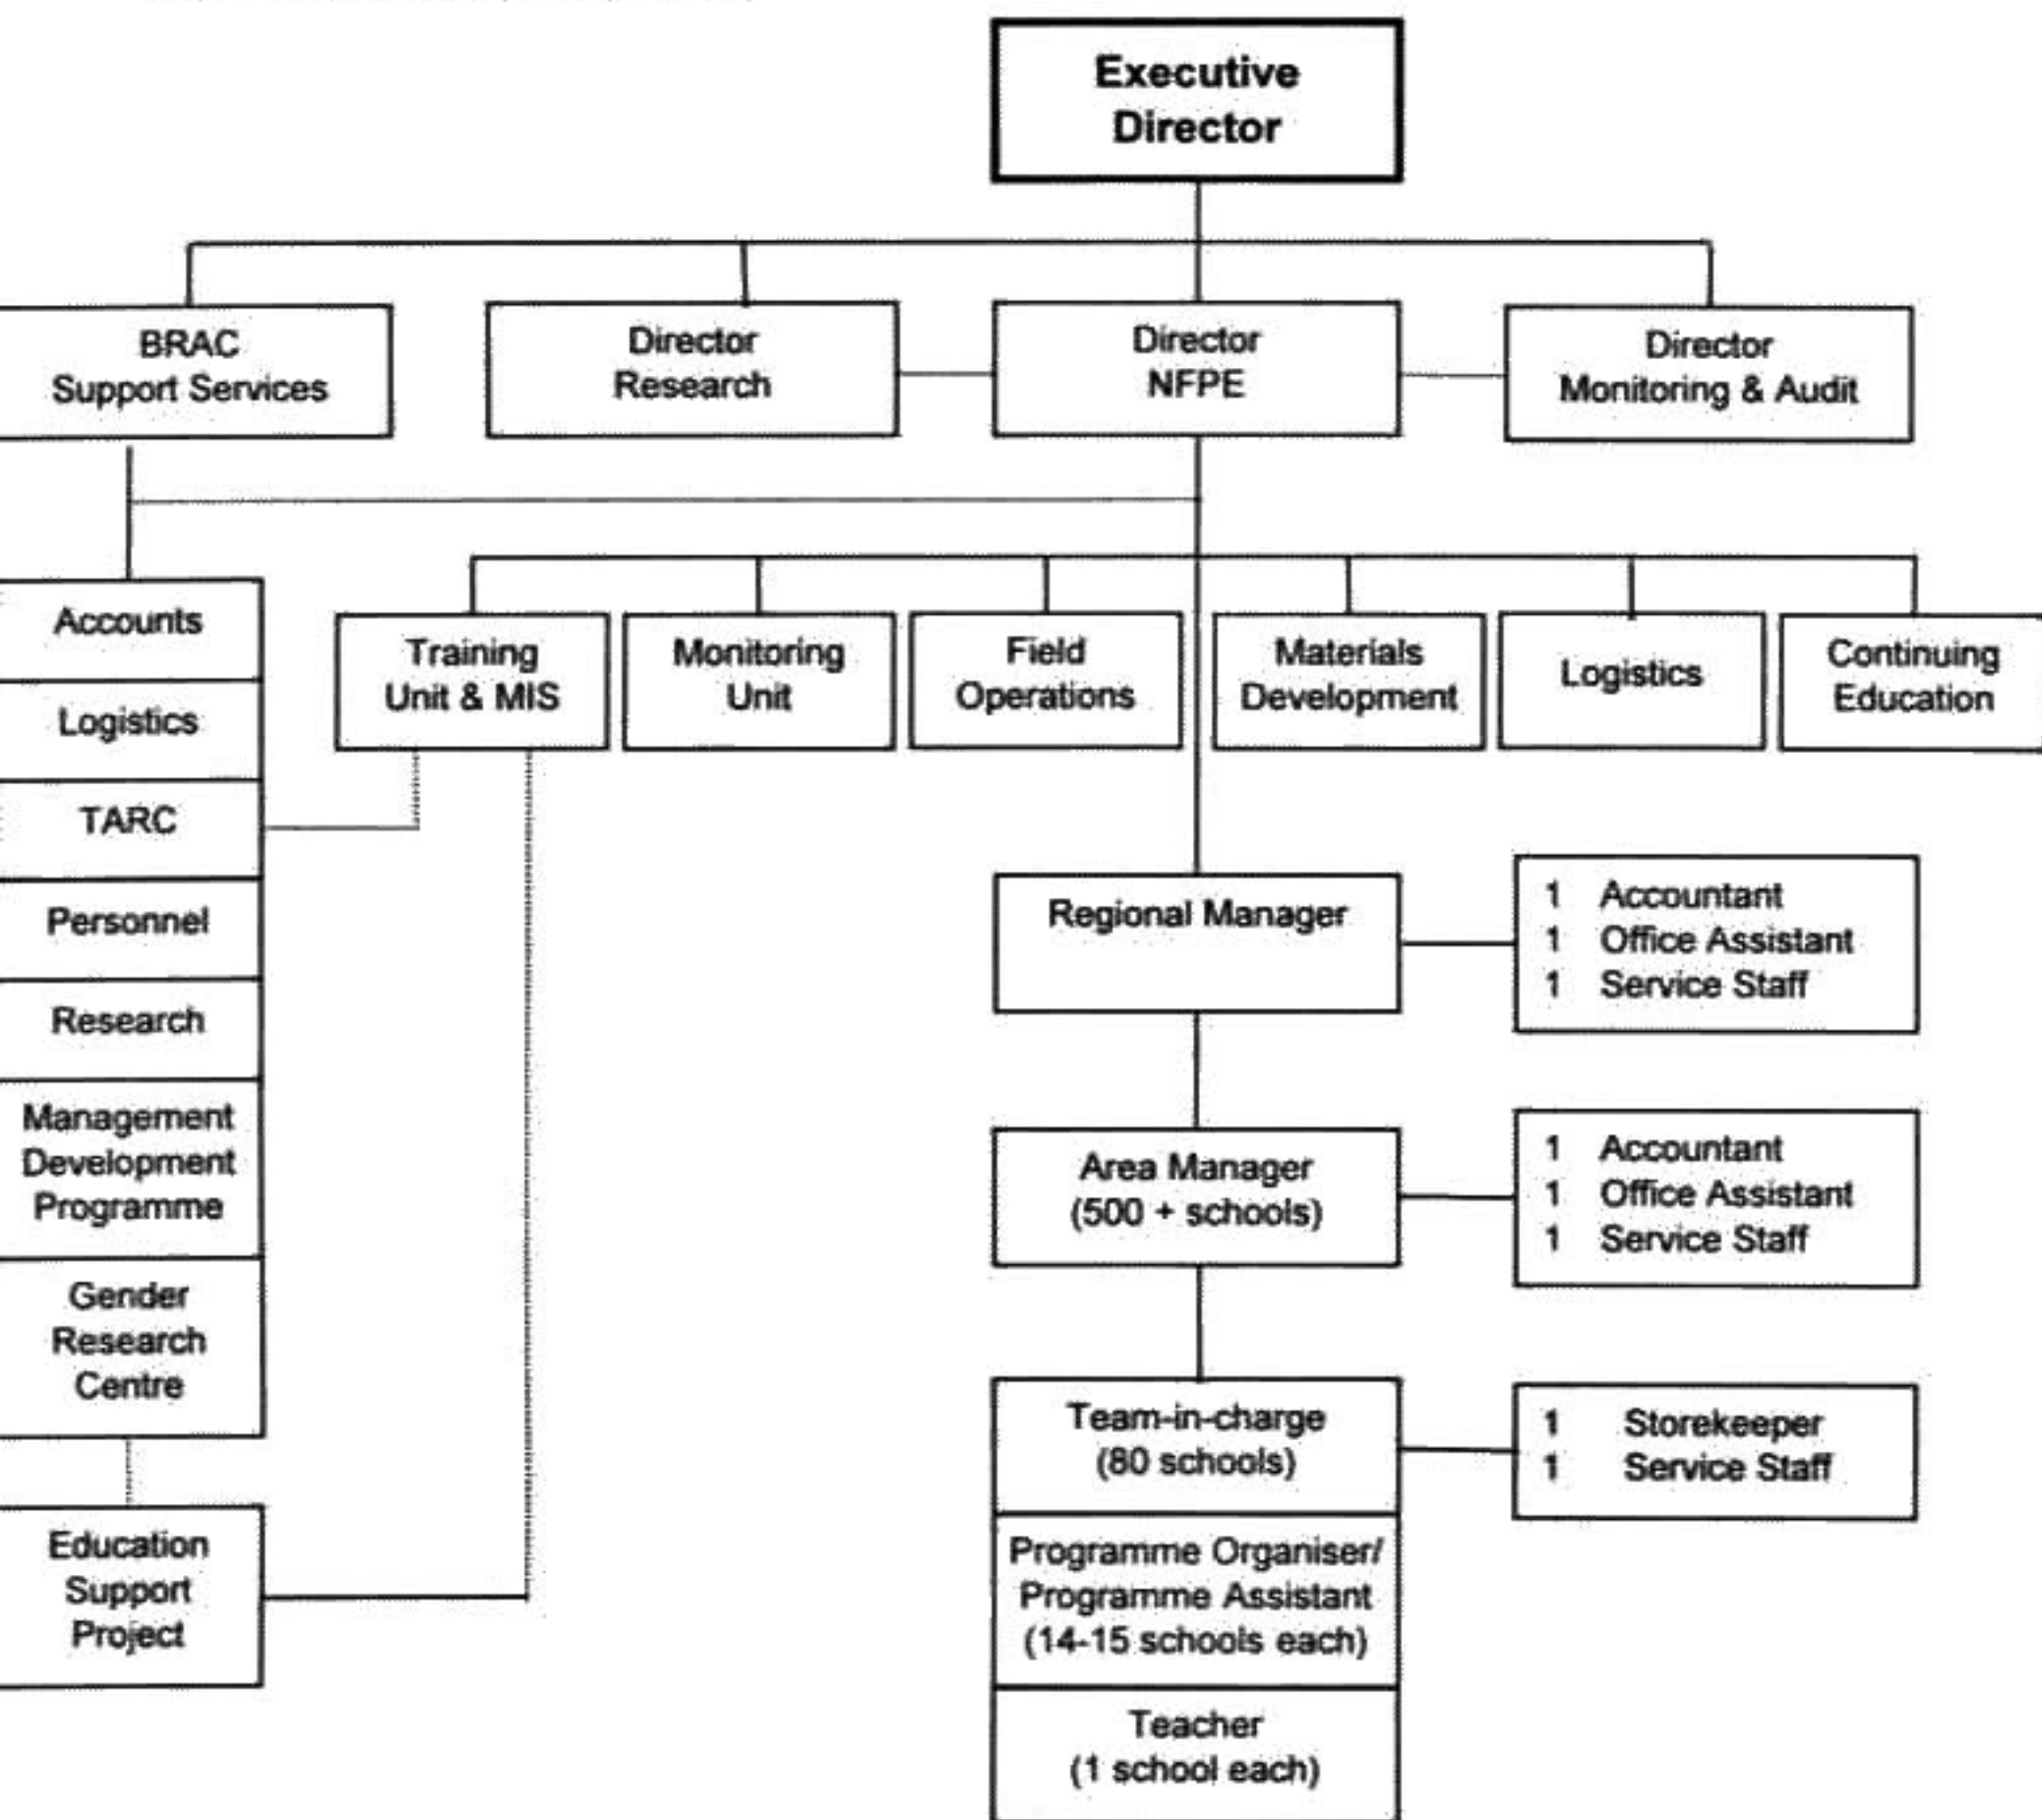 Executive
Director
BRAC
Support Services
Director
Research
Director
NFPE
Director
Monitoring & Audit
Accounts
Logistics
TARC
Personnel
Research
Management
Development
Programme
Gender
Research
Centre
Education
Support
Project
Training
Unit & MIS
Monitoring
Unit
Field
Operations
Materials
Development
Logistics
Continuing
Education
Regional Manager
1 Accountant
1 Office Assistant
1 Service Staff
Area Manager
(500 + schools)
1 Accountant
1 Office Assistant
1 Service Staff
Team-in-charge
(80 schools)
1 Storekeeper
1 Service Staff
Programme Organiser/
Programme Assistant
(14-15 schools each)
Teacher
(1 school each)